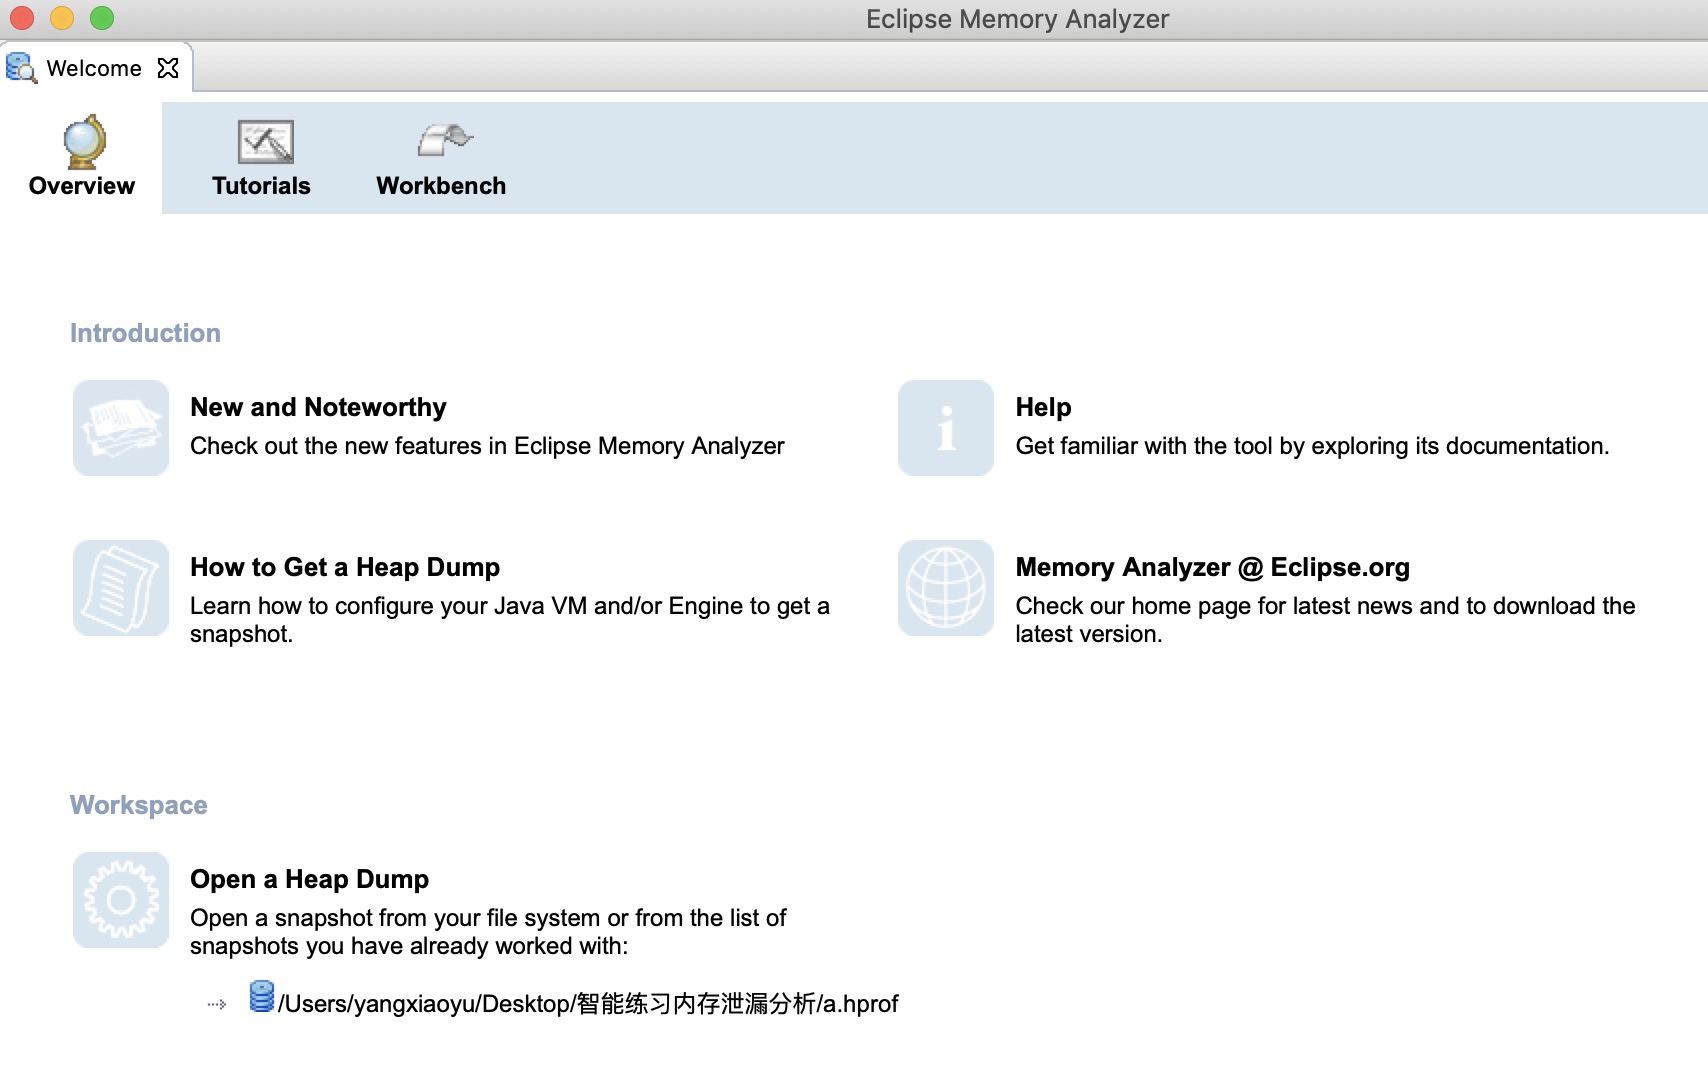 Eclipse Memory Analyzer
Welcome
Overview
Tutorials
Workbench
Introduction
New and Noteworthy
Check out the new features in Eclipse Memory Analyzer
Help
Get familiar with the tool by exploring its documentation.
How to Get a Heap Dump
Learn how to configure your Java VM and/or Engine to get a
snapshot.
Memory Analyzer @ Eclipse.org
Check our home page for latest news and to download the
latest version.
Workspace
Open a Heap Dump
Open a snapshot from your file system or from the list of
snapshots you have already worked with:
/Users/yangxiaoyu/Desktop/智能练习内存泄漏分析/a.hprof